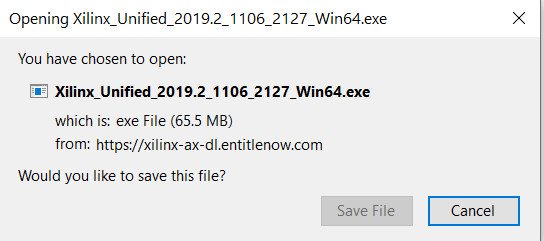 Opening Xilinx_Unified_2019.2_1106_2127_Win64.exe
You have chosen to open:
Xilinx_Unified_2019.2_1106_2127_Win64.exe
which is: exe File (65.5 MB)
from: https://xilinx-ax-dl.entitlenow.com
Would you like to save this file?
Save File Cancel